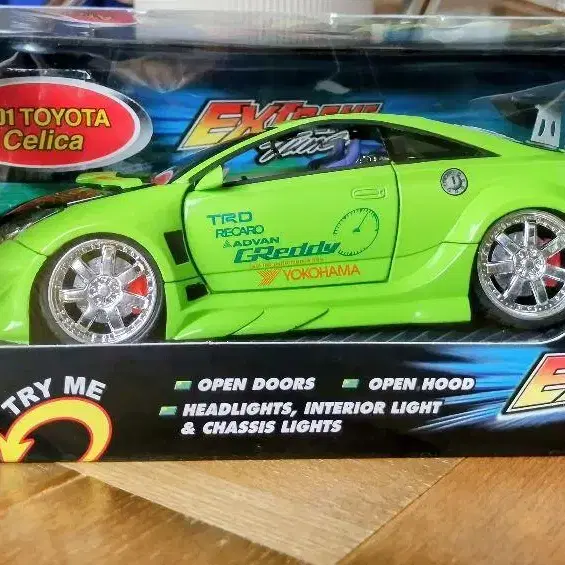 01 TOYOTA
Celica
EXTREME
TRD
RECARO
ADVAN
GReddy
YOKOHAMA
TRY ME
OPEN DOORS
OPEN HOOD
HEADLIGHTS, INTERIOR LIGHT
& CHASSIS LIGHTS